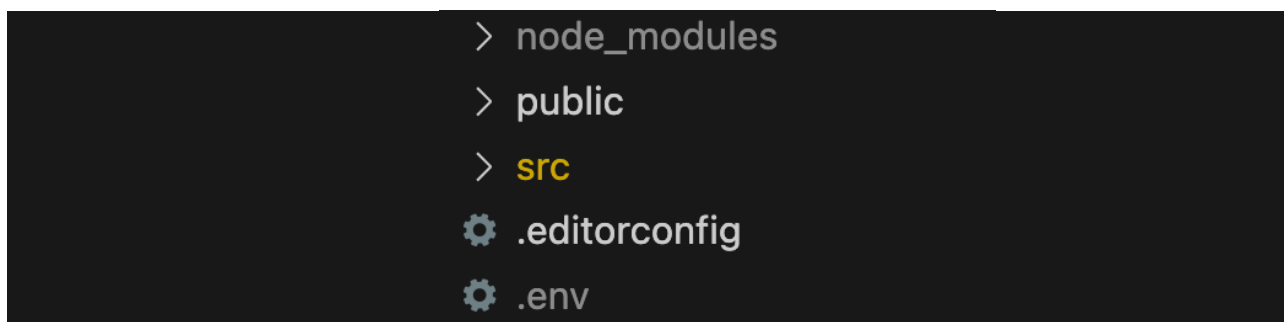 node_modules
public
src
.editorconfig
.env